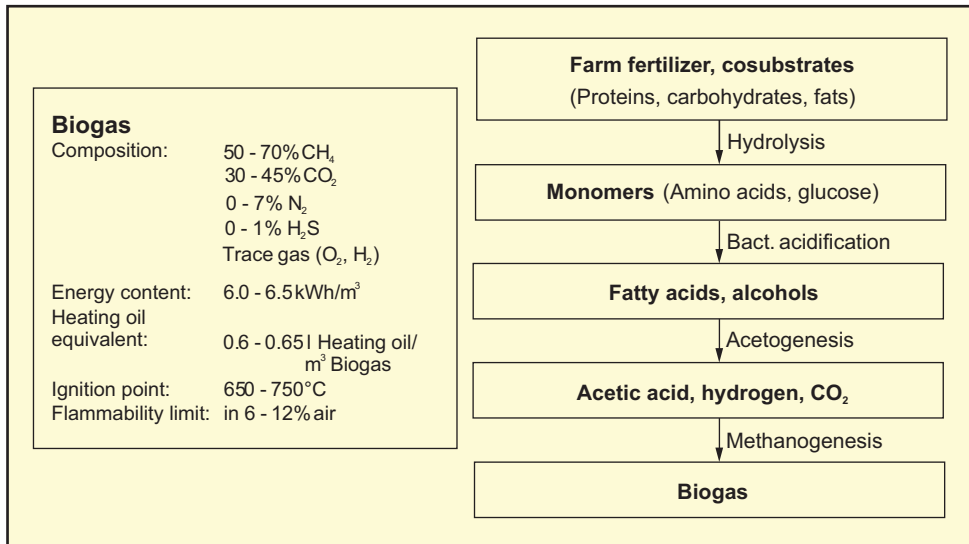 Biogas
Composition: 50 - 70% CH₄
30 - 45% CO₂
0 - 7% N₂
0 - 1% H₂S
Trace gas (O₂, H₂)
Energy content: 6.0 - 6.5 kWh/m³
Heating oil
equivalent: 0.6 - 0.65 l Heating oil/
m³ Biogas
Ignition point: 650 - 750°C
Flammability limit: in 6 - 12% air
Farm fertilizer, cosubstrates
(Proteins, carbohydrates, fats)
Hydrolysis
Monomers (Amino acids, glucose)
Bact. acidification
Fatty acids, alcohols
Acetogenesis
Acetic acid, hydrogen, CO₂
Methanogenesis
Biogas